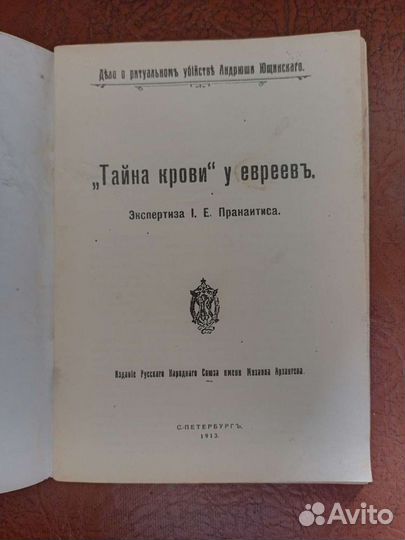 Дѣло о ритуальномъ убійствѣ Андрюши Ющинскаго.
„Тайна крови“ у евреевъ.
Экспертиза І. Е. Пранаитиса.
Изданіе Русскаго Народнаго Союза имени Михаила Архангела.
С.-ПЕТЕРБУРГЪ.
1913.
Avito